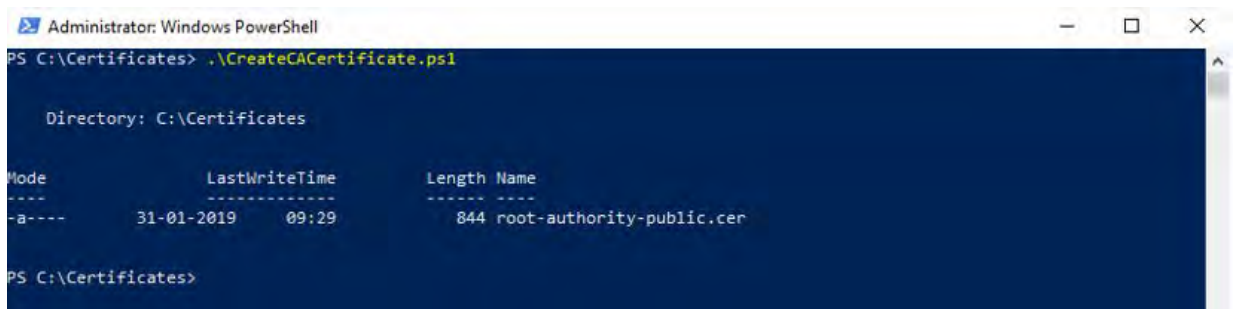 Administrator: Windows PowerShell
PS C:\Certificates> .\CreateCACertificate.ps1
Directory: C:\Certificates
Mode LastWriteTime Length Name
---- ------------- ------ ----
-a---- 31-01-2019 09:29 844 root-authority-public.cer
PS C:\Certificates>